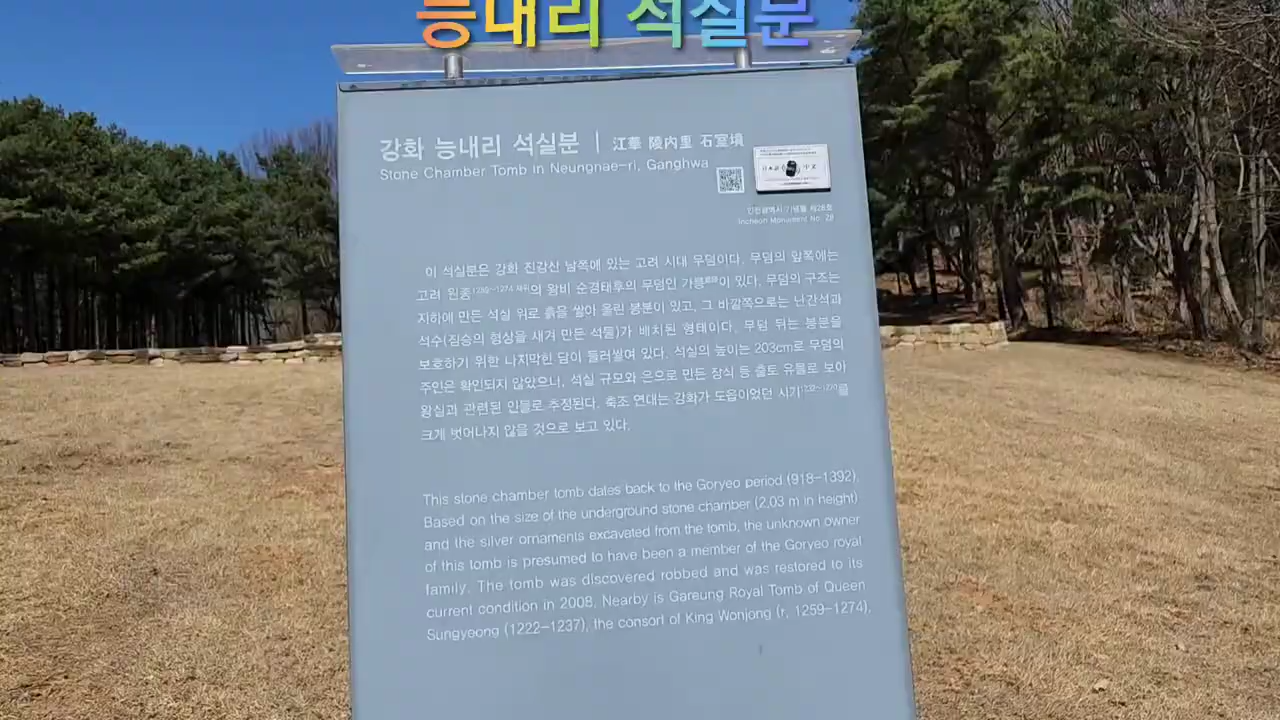 능내리 석실분
강화 능내리 석실분 | 江華 陵内里 石室墳
Stone Chamber Tomb in Neungnae-ri, Ganghwa
日本語 中文
인천광역시 기념물 제28호
Incheon Monument No. 28
이 석실분은 강화 진강산 남쪽에 있는 고려 시대 무덤이다. 무덤의 앞쪽에는
고려 원종1259~1274 재위의 왕비 순경태후의 무덤인 가릉嘉陵이 있다. 무덤의 구조는
지하에 만든 석실 위로 흙을 쌓아 올린 봉분이 있고, 그 바깥쪽으로는 난간석과
석수(짐승의 형상을 새겨 만든 석물)가 배치된 형태이다. 무덤 뒤는 봉분을
보호하기 위한 나지막한 담이 둘러쌓여 있다. 석실의 높이는 203cm로 무덤의
주인은 확인되지 않았으나, 석실 규모와 은으로 만든 장식 등 출토 유물로 보아
왕실과 관련된 인물로 추정된다. 축조 연대는 강화가 도읍이었던 시기1232~1270를
크게 벗어나지 않을 것으로 보고 있다.
This stone chamber tomb dates back to the Goryeo period (918-1392).
Based on the size of the underground stone chamber (2.03 m in height)
and the silver ornaments excavated from the tomb, the unknown owner
of this tomb is presumed to have been a member of the Goryeo royal
family. The tomb was discovered robbed and was restored to its
current condition in 2008. Nearby is Gareung Royal Tomb of Queen
Sungyeong (1222-1237), the consort of King Wonjong (r. 1259-1274).